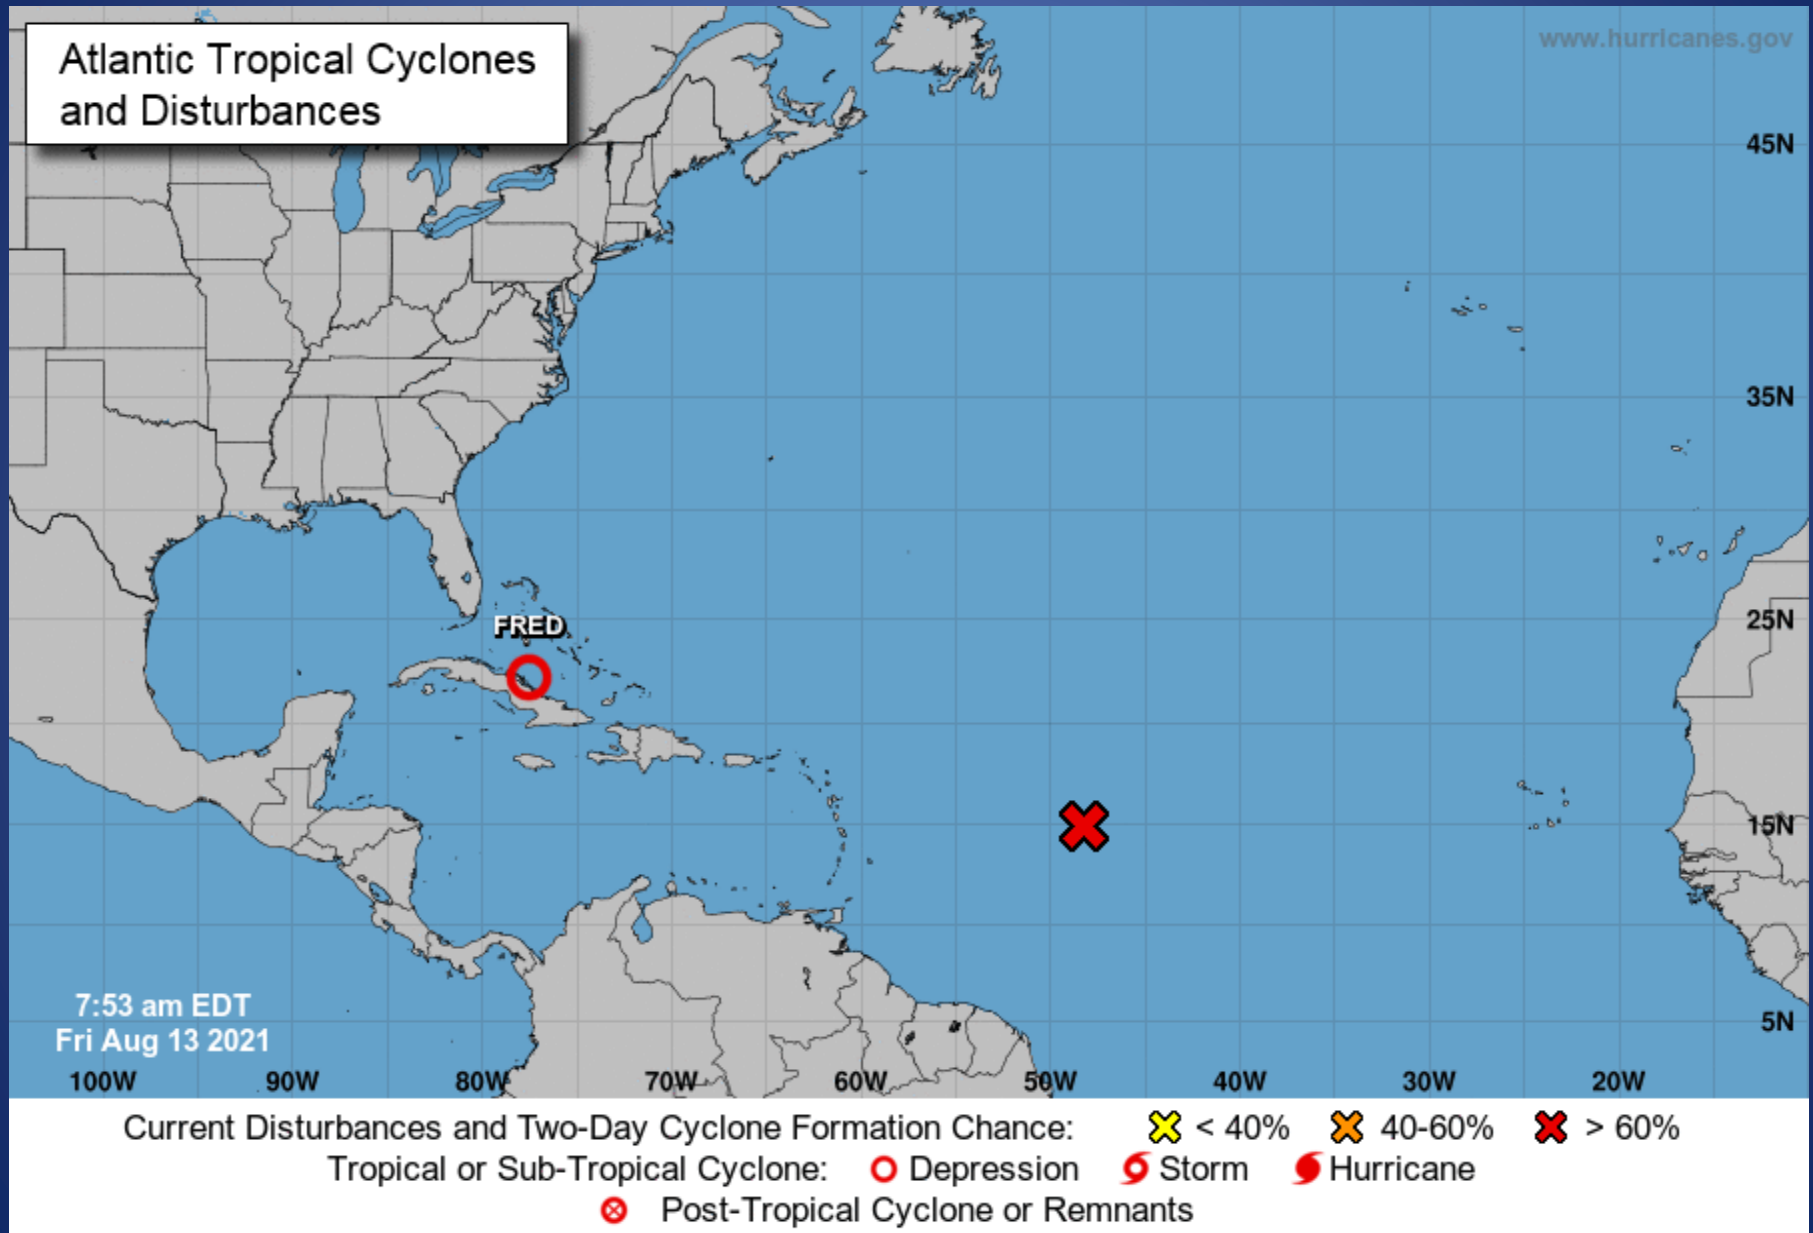 Atlantic Tropical Cyclones
and Disturbances
www.hurricanes.gov
45N
35N
FRED
25N
15N
7:53 am EDT
Fri Aug 13 2021
5N
100W 90W 80W 70W 60W 50W 40W 30W 20W
Current Disturbances and Two-Day Cyclone Formation Chance: < 40% 40-60% > 60%
Tropical or Sub-Tropical Cyclone: Depression Storm Hurricane
Post-Tropical Cyclone or Remnants